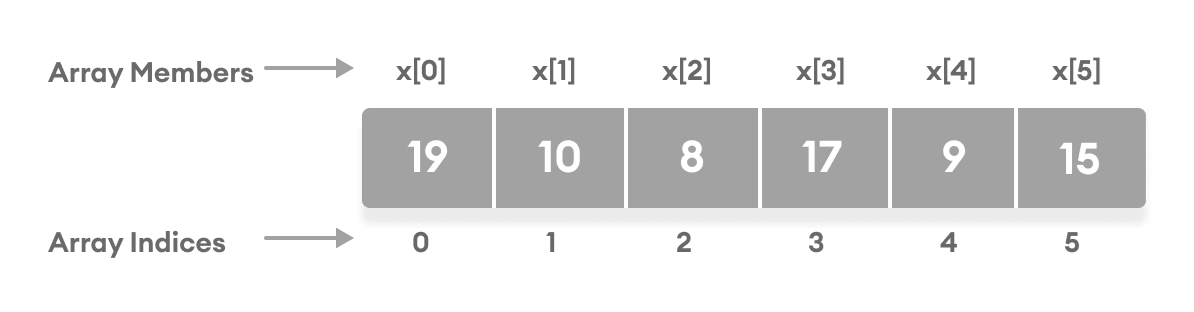 Array Members x[0] x[1] x[2] x[3] x[4] x[5]
19 10 8 17 9 15
Array Indices 0 1 2 3 4 5